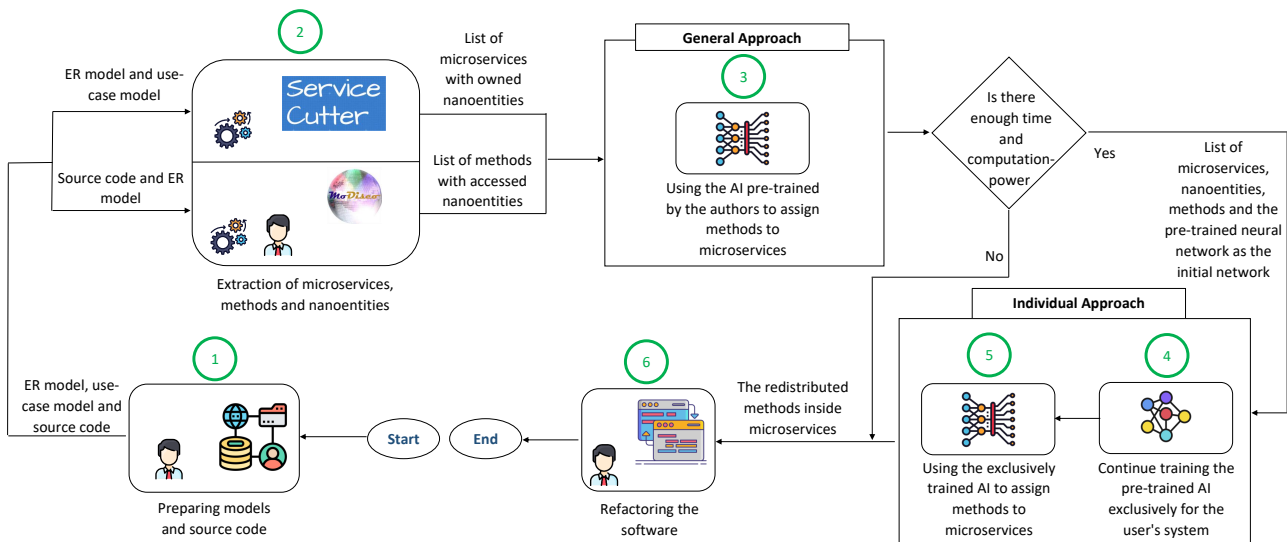 2
ER model and use-
case model
Service
Cutter
List of
microservices
with owned
nanoentities
Source code and ER
model
MoDisco
List of methods
with accessed
nanoentities
Extraction of microservices,
methods and nanoentities
General Approach
3
Using the AI pre-trained
by the authors to assign
methods to
microservices
Is there
enough time
and
computation-
power
Yes
No
List of
microservices,
nanoentities,
methods and the
pre-trained neural
network as the
initial network
Individual Approach
5
Using the exclusively
trained AI to assign
methods to
microservices
4
Continue training the
pre-trained AI
exclusively for the
user's system
The redistributed
methods inside
microservices
6
Refactoring the
software
End
Start
1
Preparing models
and source code
ER model, use-
case model and
source code